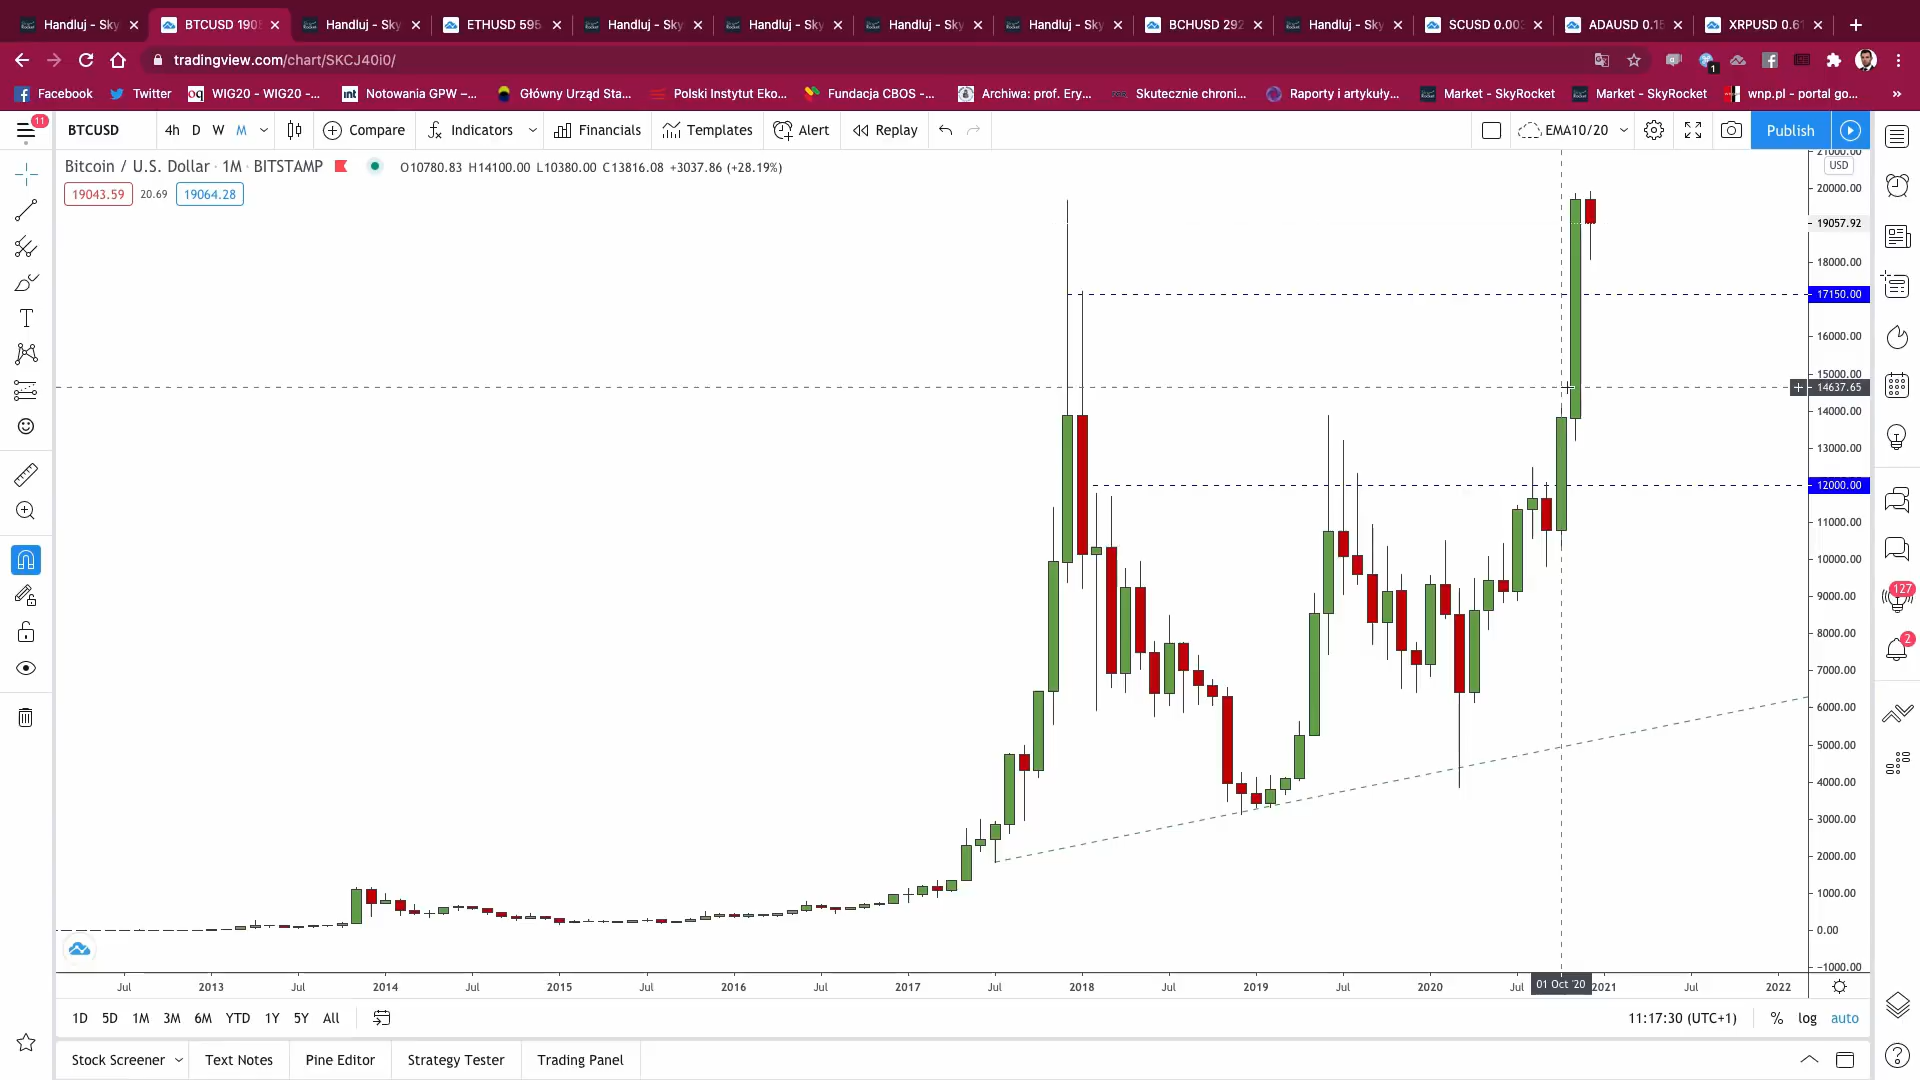 Handluj - Sky
BTCUSD 1905
Handluj - Sky
ETHUSD 595.
Handluj - Sky
Handluj - Sky
Handluj - Sky
Handluj - Sky
BCHUSD 292
Handluj - Sky
SCUSD 0.003
ADAUSD 0.15
XRPUSD 0.61
tradingview.com/chart/SKCJ40i0/
1
Facebook
Twitter
oq WIG20 - WIG20 -...
int Notowania GPW –...
Główny Urząd Sta...
Polski Instytut Eko...
Fundacja CBOS -...
Archiwa: prof. Ery...
Skutecznie chroni...
Raporty i artykuły...
Market - SkyRocket
Market - SkyRocket
wnp.pl - portal go...
»
11
BTCUSD
4h D W M
Compare
Indicators
Financials
Templates
Alert
Replay
EMA10/20
Publish
Bitcoin / U.S. Dollar · 1M · BITSTAMP
O10780.83 H14100.00 L10380.00 C13816.08 +3037.86 (+28.19%)
19043.59 20.69 19064.28
21000.00
USD
20000.00
19057.92
18000.00
17150.00
16000.00
15000.00
14637.65
14000.00
13000.00
12000.00
11000.00
10000.00
9000.00
8000.00
7000.00
6000.00
5000.00
4000.00
3000.00
2000.00
1000.00
0.00
-1000.00
127
2
Jul 2013 Jul 2014 Jul 2015 Jul 2016 Jul 2017 Jul 2018 Jul 2019 Jul 2020 Jul 01 Oct '20 2021 Jul 2022
1D 5D 1M 3M 6M YTD 1Y 5Y All
11:17:30 (UTC+1) % log auto
Stock Screener
Text Notes
Pine Editor
Strategy Tester
Trading Panel